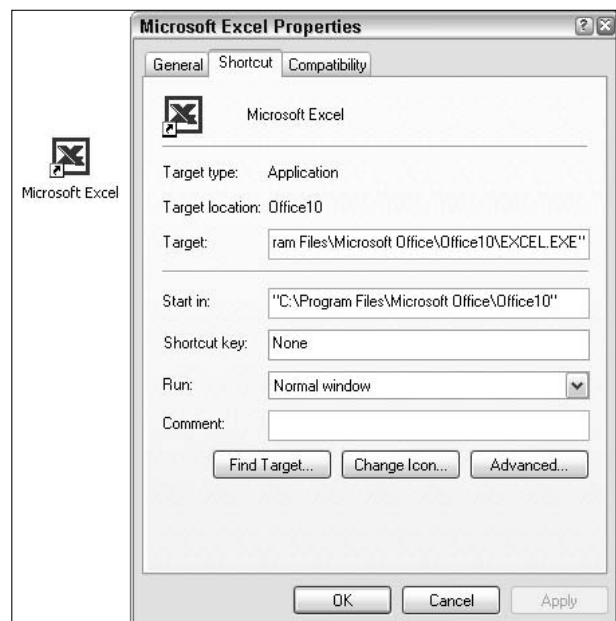 Microsoft Excel Properties
General Shortcut Compatibility
Microsoft Excel
Microsoft Excel
Target type: Application
Target location: Office10
Target: ram Files\Microsoft Office\Office10\EXCEL.EXE"
Start in: "C:\Program Files\Microsoft Office\Office10"
Shortcut key: None
Run: Normal window
Comment:
Find Target... Change Icon... Advanced...
OK Cancel Apply